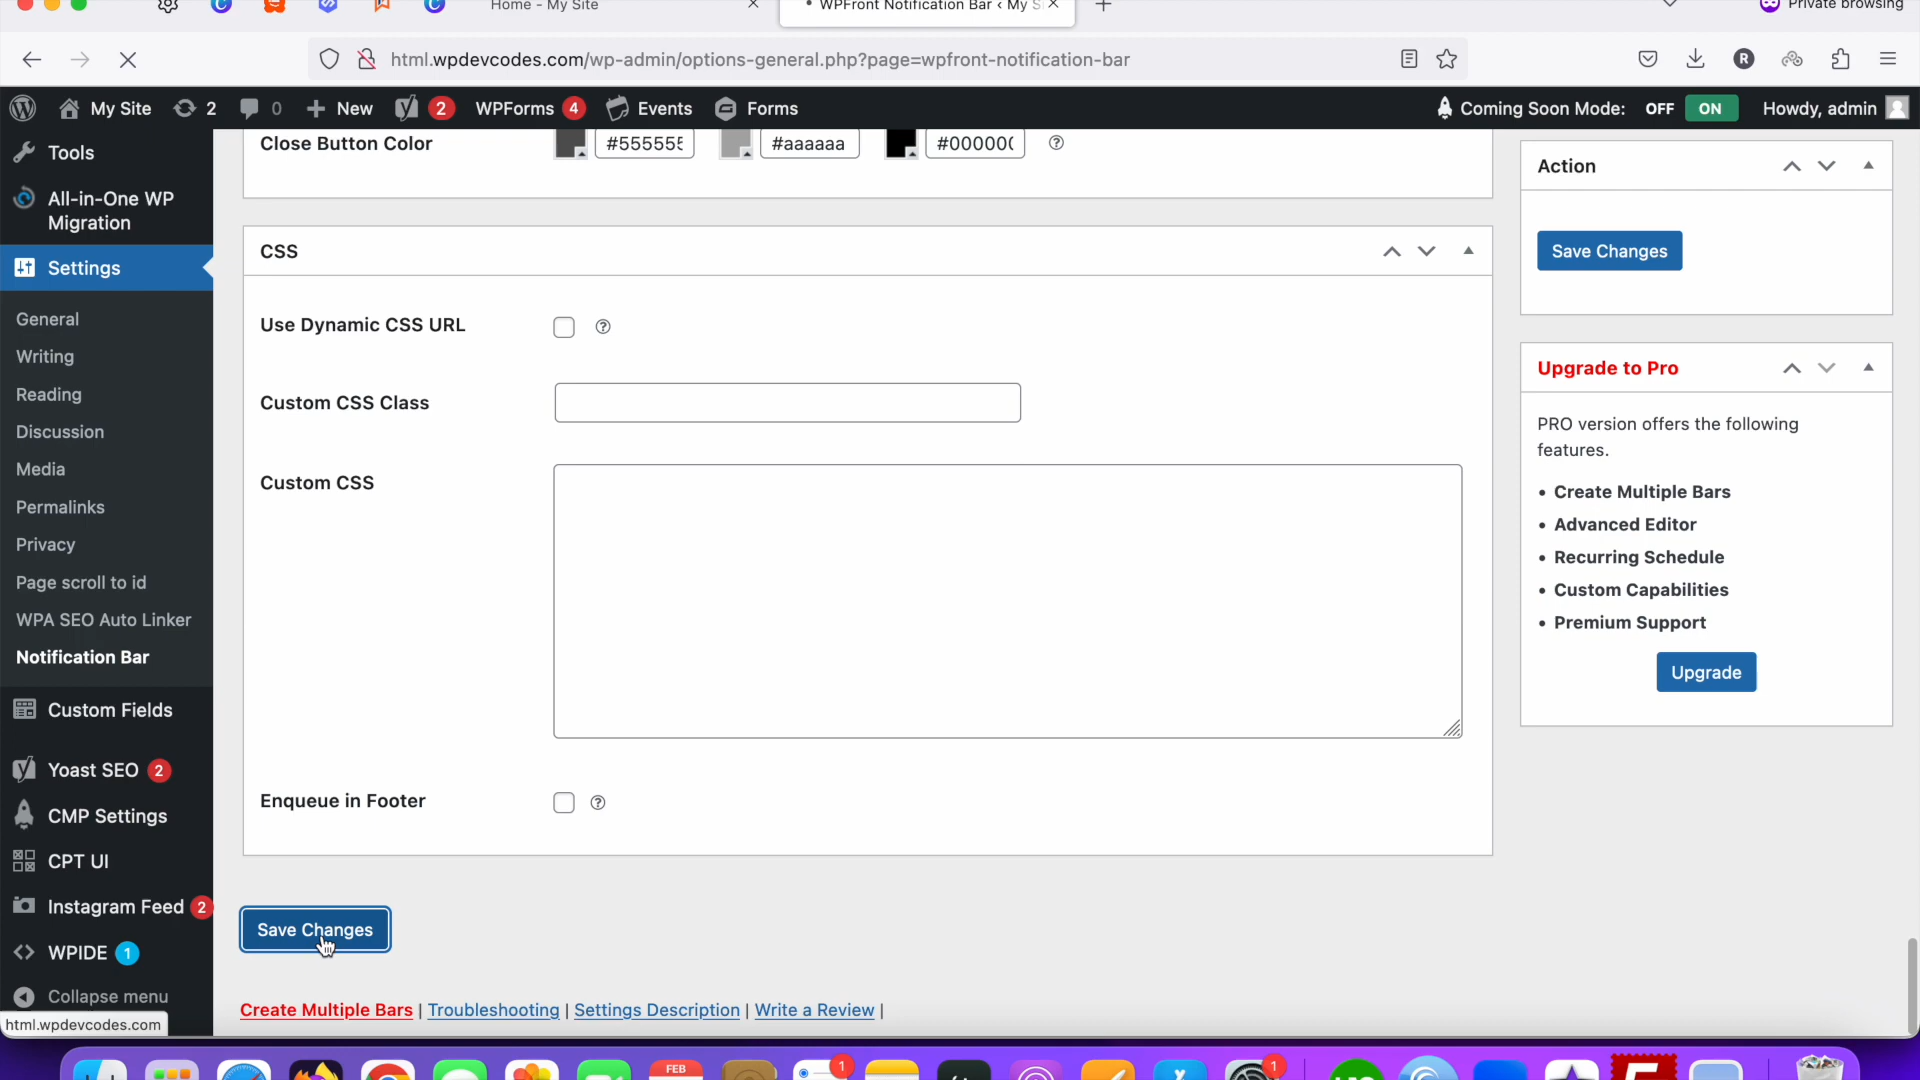 Home - My Site
WPFront Notification Bar ‹ My S
Private browsing
html.wpdevcodes.com/wp-admin/options-general.php?page=wpfront-notification-bar
R
My Site 2 0 New 2 WPForms 4 Events Forms Coming Soon Mode: OFF ON Howdy, admin
Tools
All-in-One WP
Migration
Settings
General
Writing
Reading
Discussion
Media
Permalinks
Privacy
Page scroll to id
WPA SEO Auto Linker
Notification Bar
Custom Fields
Yoast SEO 2
CMP Settings
CPT UI
Instagram Feed 2
WPIDE 1
Collapse menu
html.wpdevcodes.com
Close Button Color #555555 #aaaaaa #000000
CSS
Use Dynamic CSS URL
Custom CSS Class
Custom CSS
Enqueue in Footer
Save Changes
Create Multiple Bars | Troubleshooting | Settings Description | Write a Review |
Action
Save Changes
Upgrade to Pro
PRO version offers the following
features.
• Create Multiple Bars
• Advanced Editor
• Recurring Schedule
• Custom Capabilities
• Premium Support
Upgrade
FEB
1
1